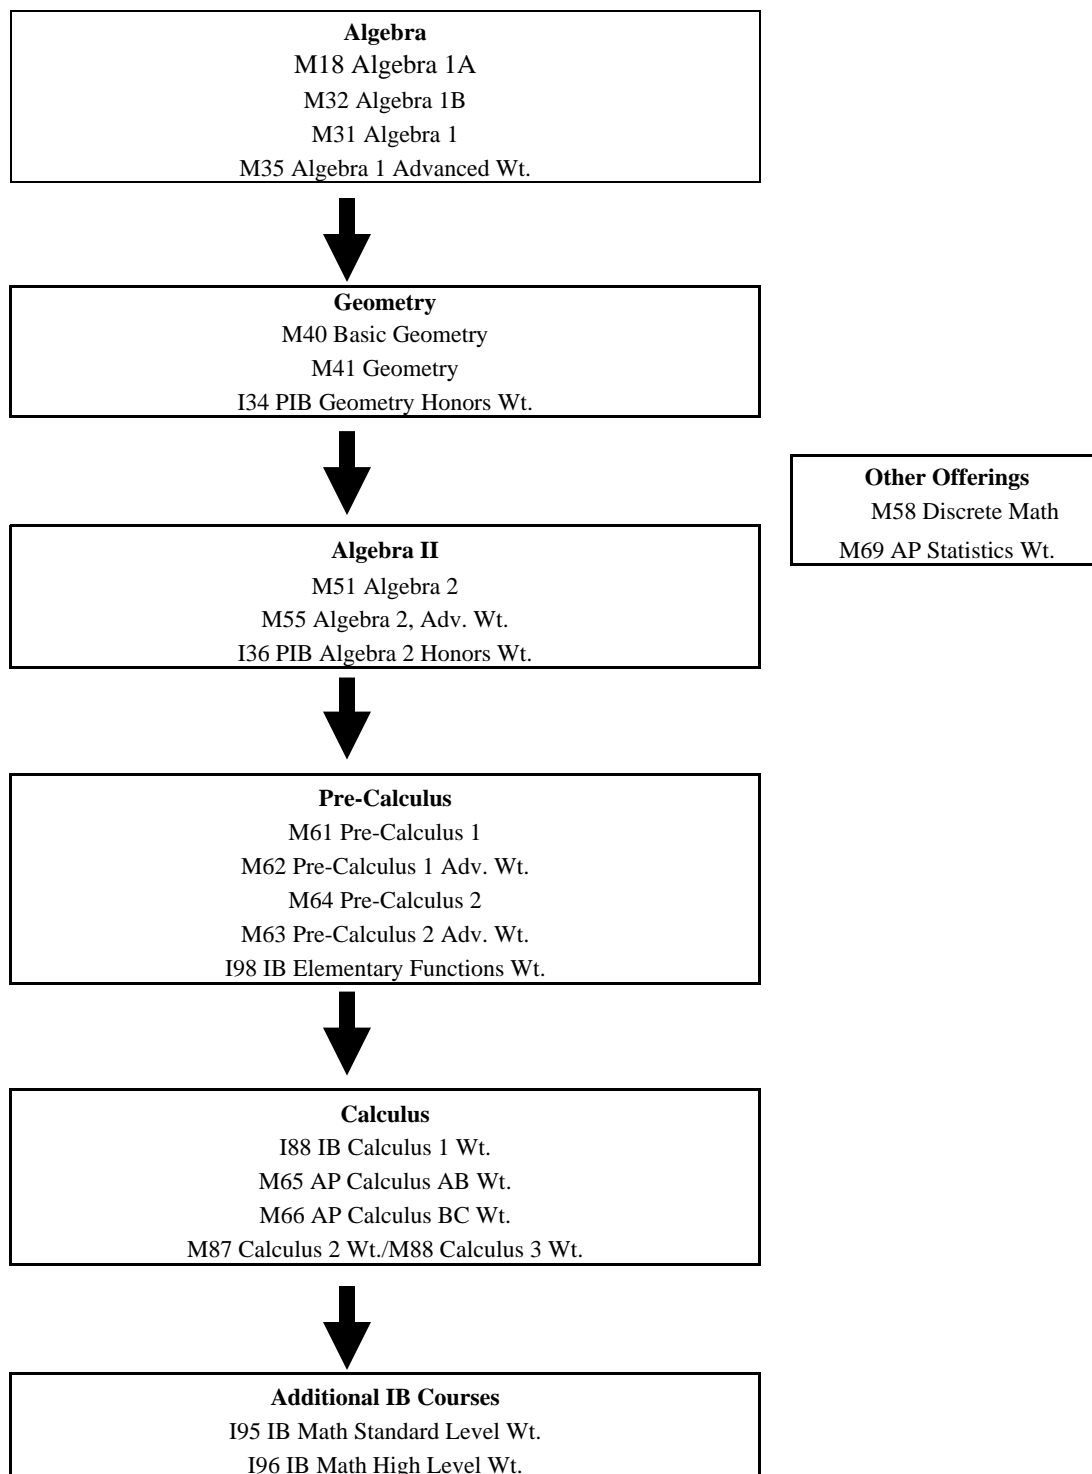 Algebra
M18 Algebra 1A
M32 Algebra 1B
M31 Algebra 1
M35 Algebra 1 Advanced Wt.
Geometry
M40 Basic Geometry
M41 Geometry
I34 PIB Geometry Honors Wt.
Other Offerings
M58 Discrete Math
M69 AP Statistics Wt.
Algebra II
M51 Algebra 2
M55 Algebra 2, Adv. Wt.
I36 PIB Algebra 2 Honors Wt.
Pre-Calculus
M61 Pre-Calculus 1
M62 Pre-Calculus 1 Adv. Wt.
M64 Pre-Calculus 2
M63 Pre-Calculus 2 Adv. Wt.
I98 IB Elementary Functions Wt.
Calculus
I88 IB Calculus 1 Wt.
M65 AP Calculus AB Wt.
M66 AP Calculus BC Wt.
M87 Calculus 2 Wt./M88 Calculus 3 Wt.
Additional IB Courses
I95 IB Math Standard Level Wt.
I96 IB Math High Level Wt.